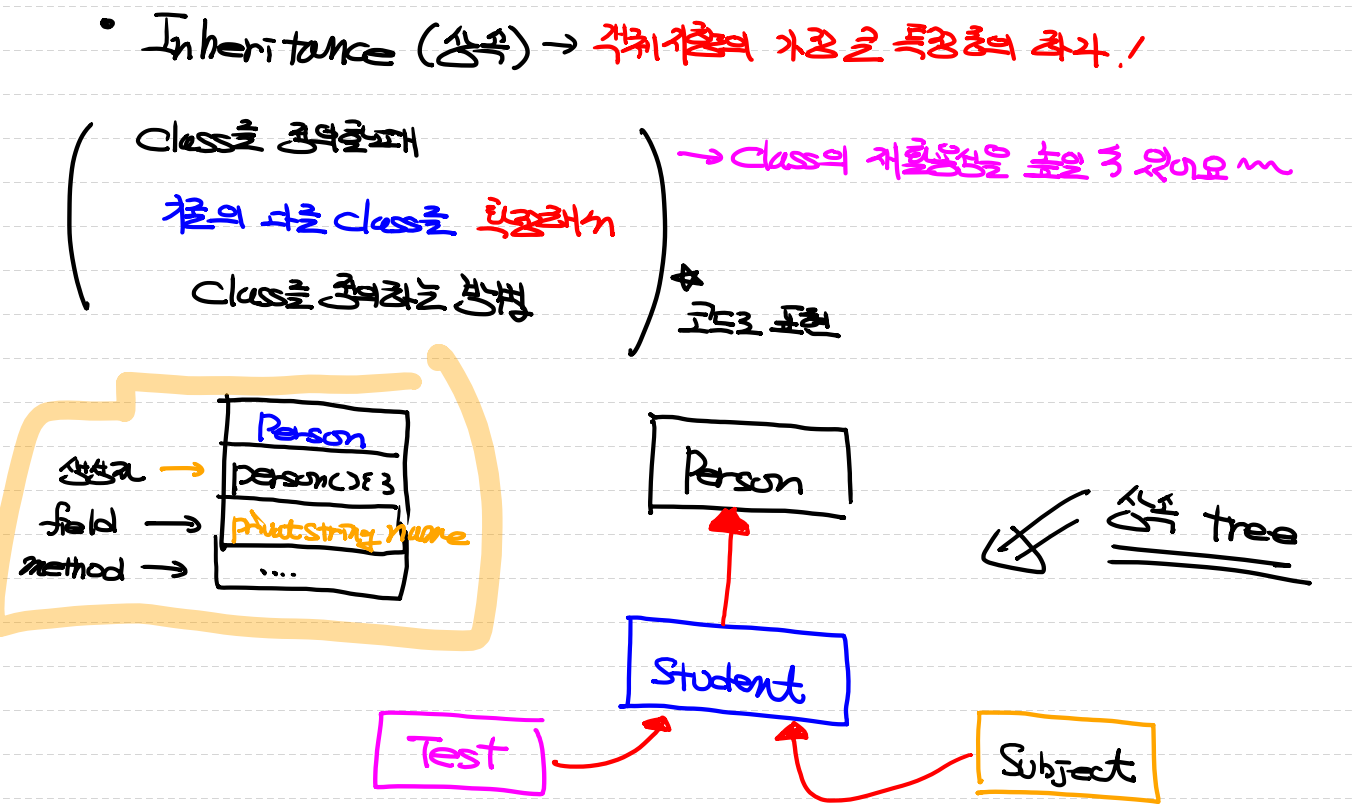 • Inheritance (상속) → 객체지향의 가장 큰 특징중의 하나!
Class를 정의할때
기존의 다른 Class를 확장해서
Class를 정의하는 방법
→ Class의 재활용성을 높일 수 있어요~
☆
코드로 표현
Person
생성자 → person(){}
field → privat string name
method → ....
Person
상속 tree
Student
Test
Subject